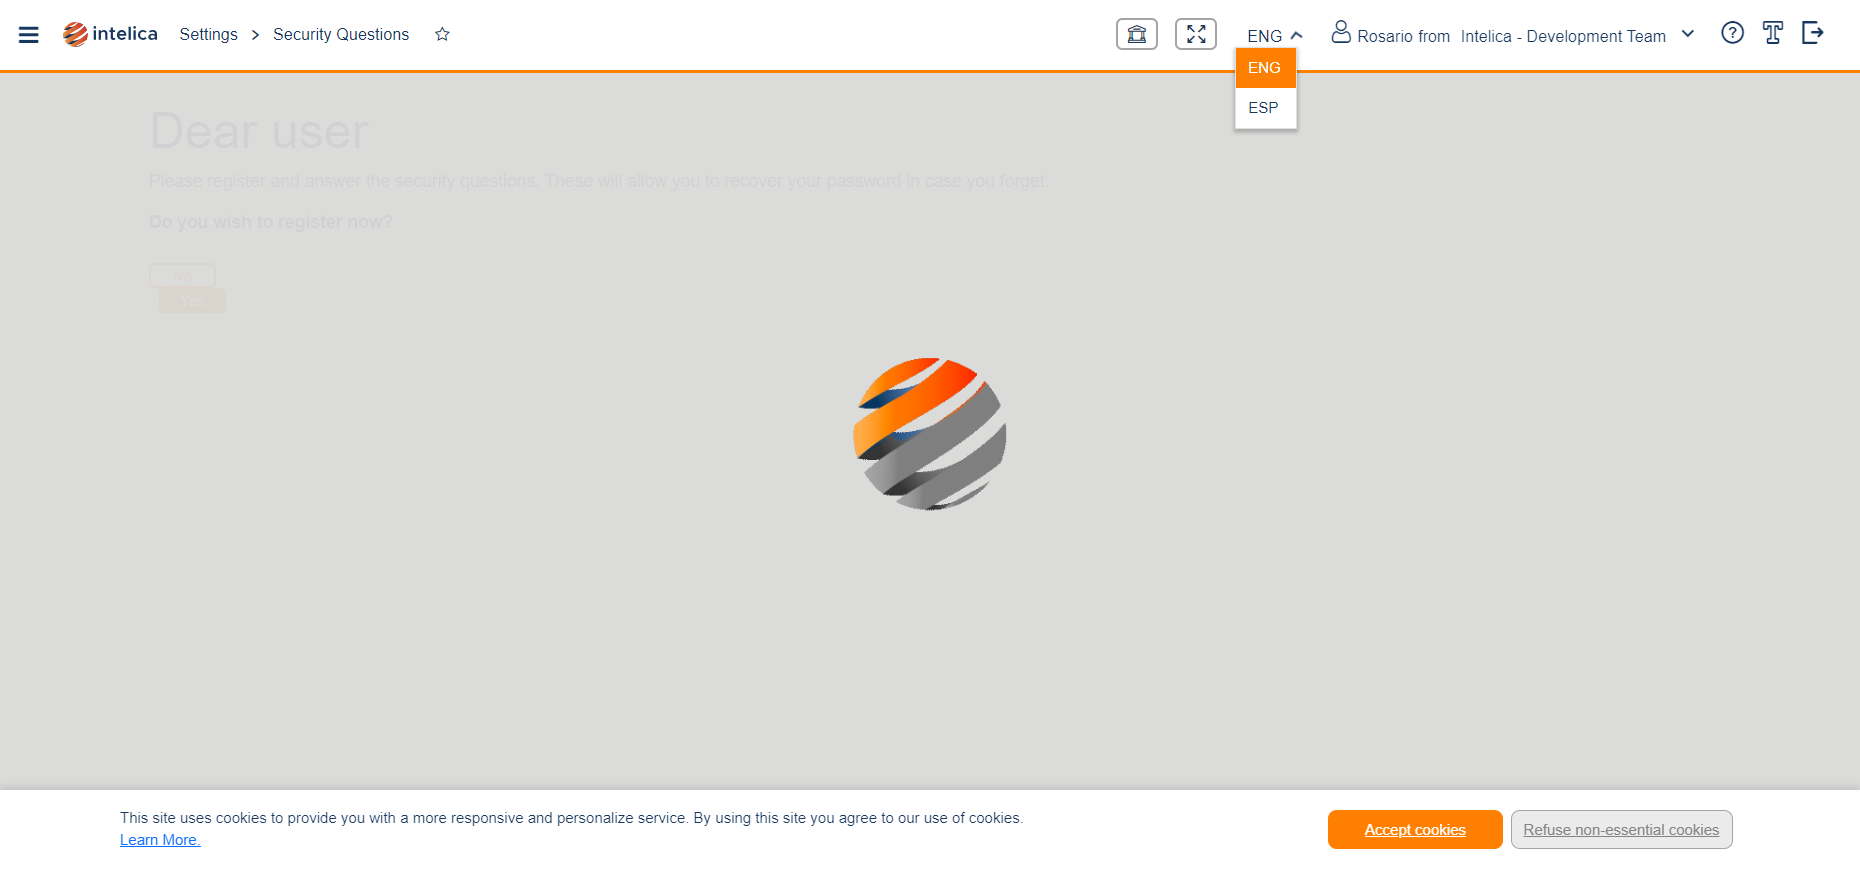 intelica Settings > Security Questions
ENG
Rosario from Intelica - Development Team
ENG
ESP
Dear user
Please register and answer the security questions. These will allow you to recover your password in case you forget.
Do you wish to register now?
No
Yes
This site uses cookies to provide you with a more responsive and personalize service. By using this site you agree to our use of cookies.
Learn More.
Accept cookies
Refuse non-essential cookies